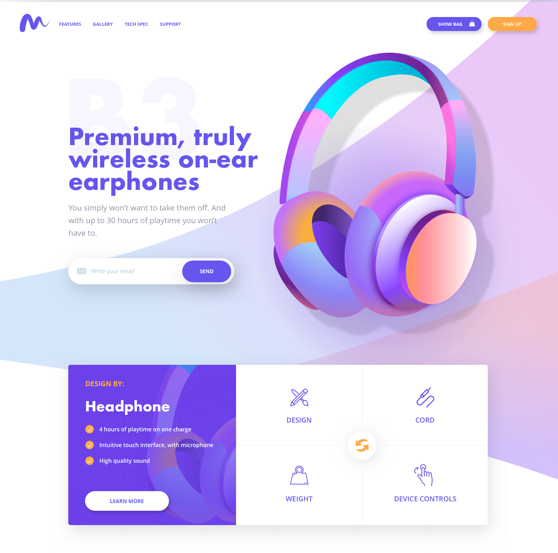 FEATURES GALLERY TECH SPEC SUPPORT SHOW BAG SIGN UP
B3
Premium, truly
wireless on-ear
earphones
You simply won't want to take them off. And
with up to 30 hours of playtime you won't
have to.
Write your email SEND
DESIGN BY:
Headphone
4 hours of playtime on one charge
Intuitive touch interface, with microphone
High quality sound
LEARN MORE
DESIGN CORD
WEIGHT DEVICE CONTROLS